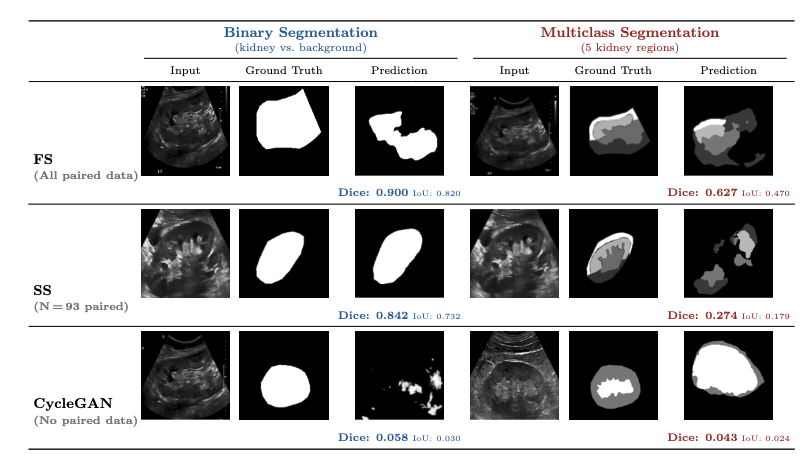 Binary Segmentation
(kidney vs. background)
Multiclass Segmentation
(5 kidney regions)
Input Ground Truth Prediction Input Ground Truth Prediction
FS
(All paired data)
Dice: 0.900 IoU: 0.820
Dice: 0.627 IoU: 0.470
SS
(N = 93 paired)
Dice: 0.842 IoU: 0.732
Dice: 0.274 IoU: 0.179
CycleGAN
(No paired data)
Dice: 0.058 IoU: 0.030
Dice: 0.043 IoU: 0.024